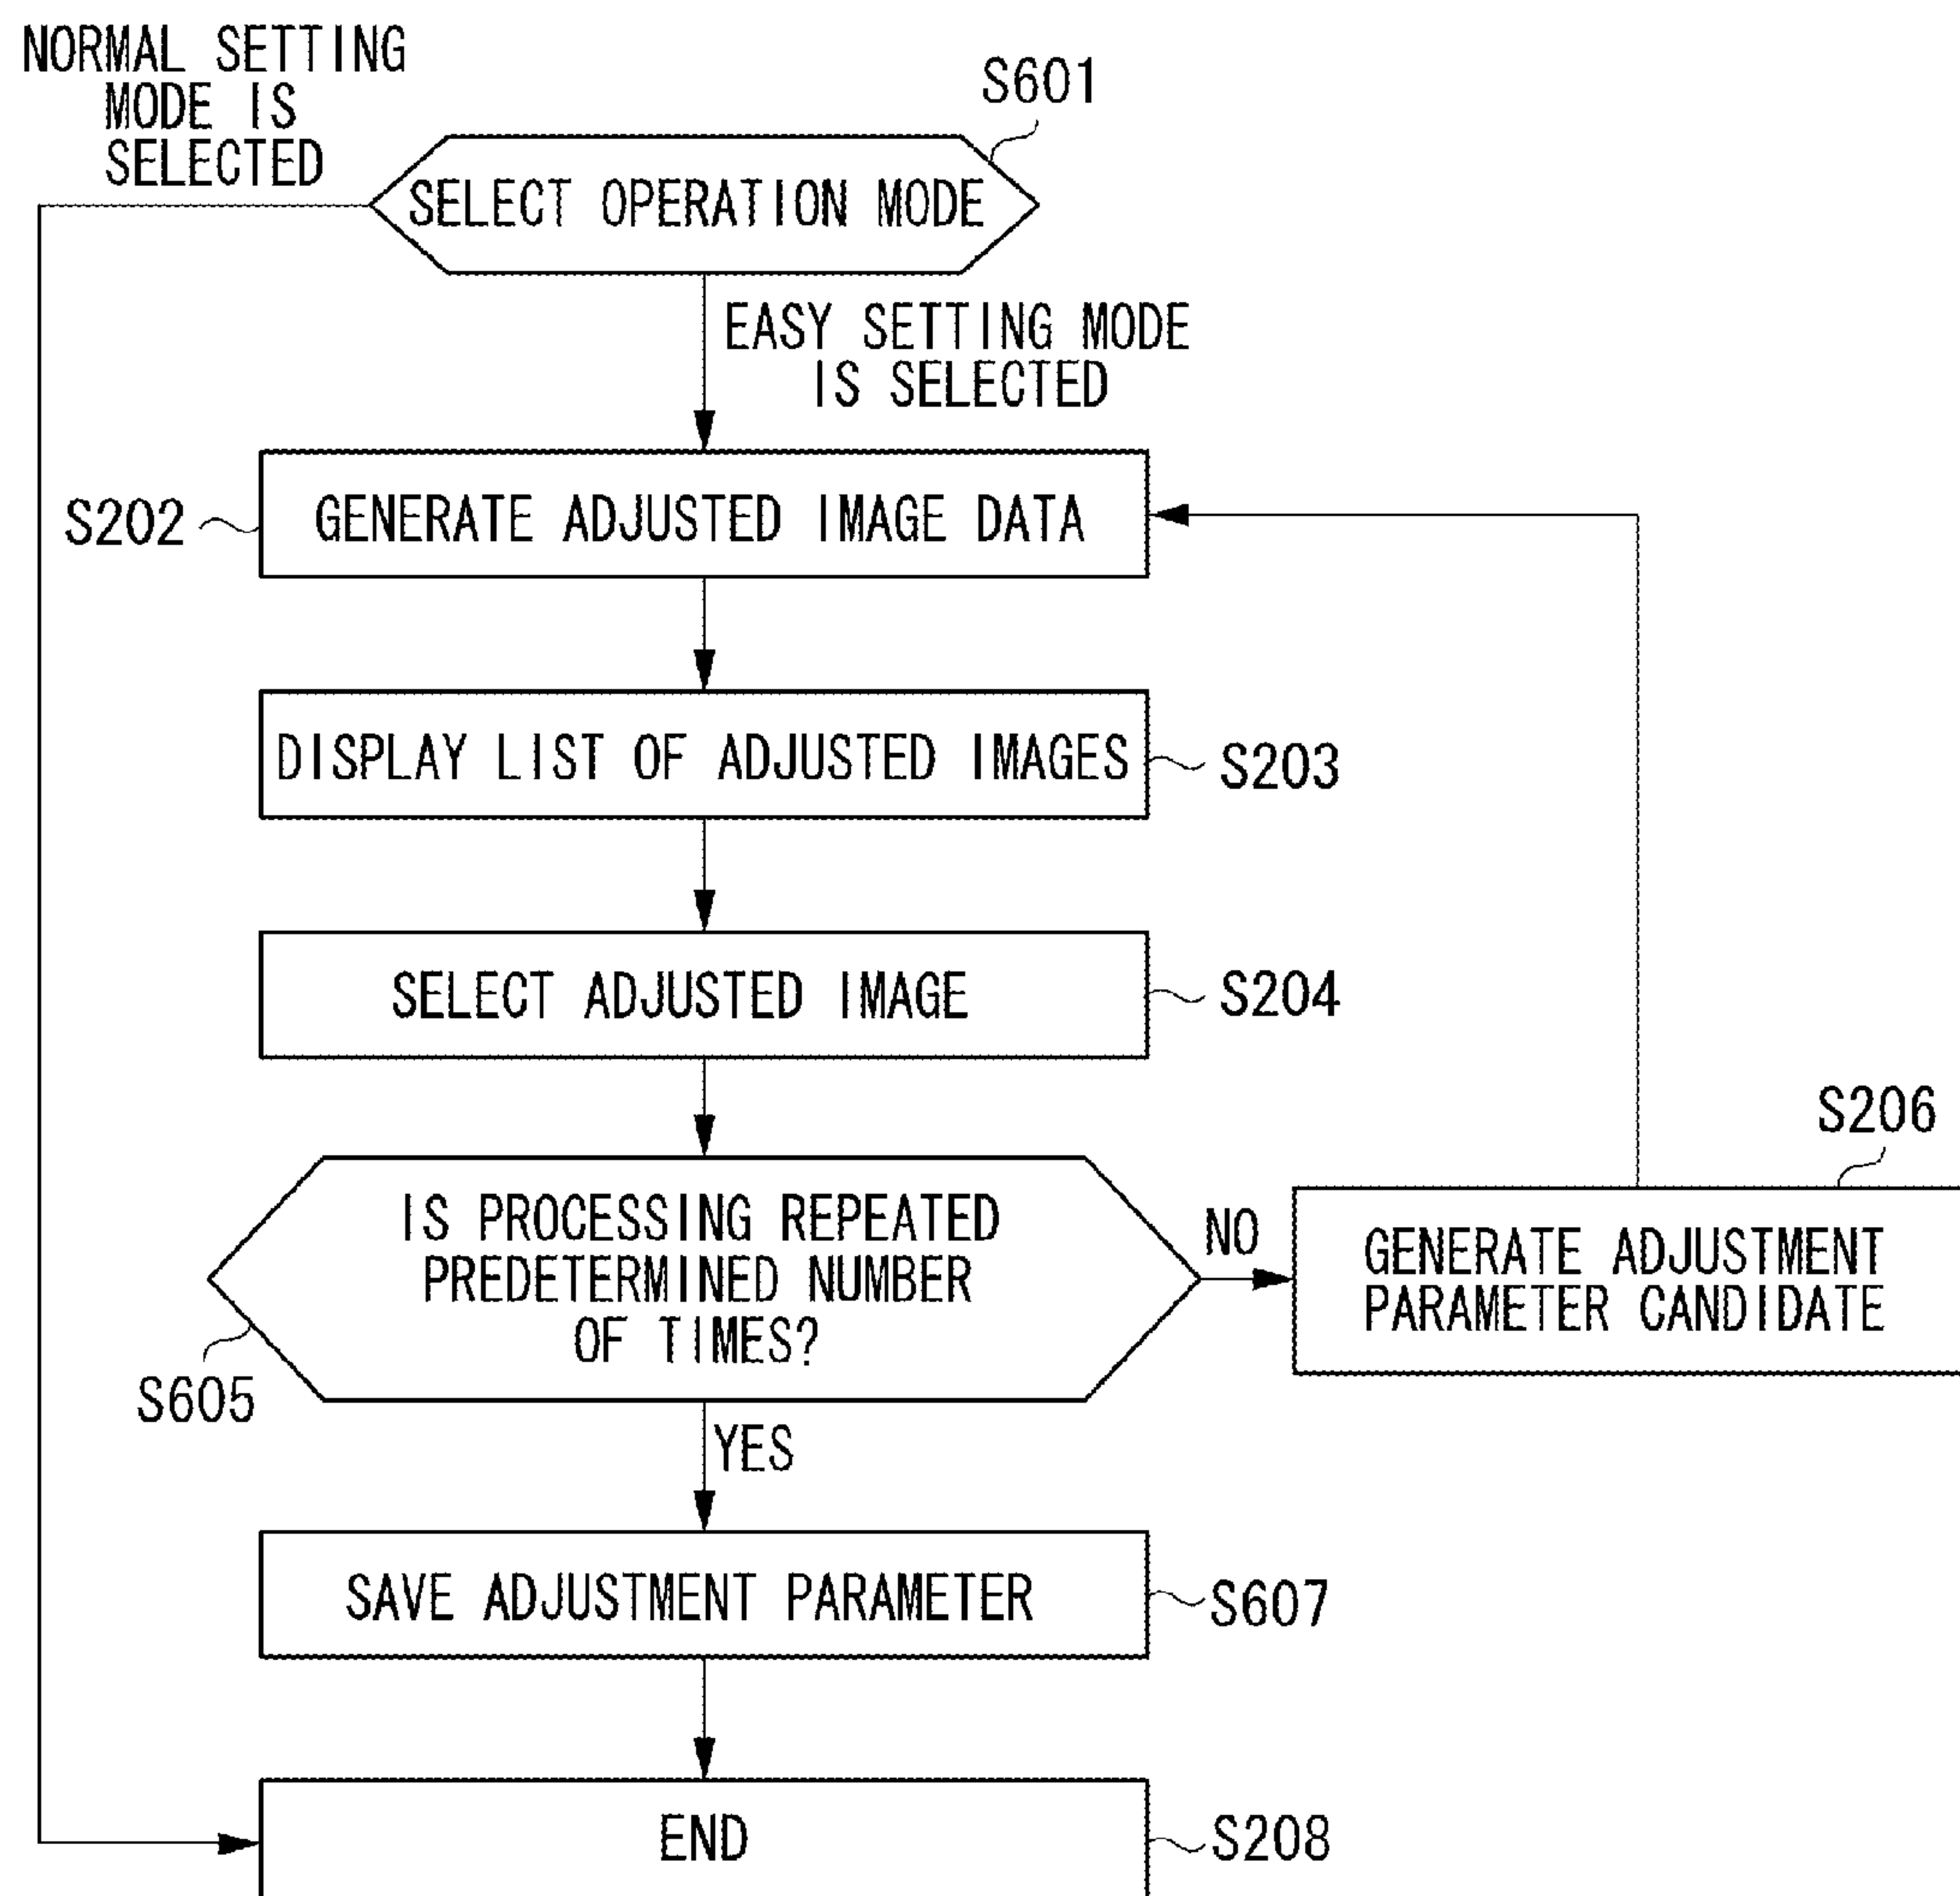 NORMAL SETTING
MODE IS
SELECTED
S601
SELECT OPERATION MODE
EASY SETTING MODE
IS SELECTED
S202
GENERATE ADJUSTED IMAGE DATA
DISPLAY LIST OF ADJUSTED IMAGES
S203
SELECT ADJUSTED IMAGE
S204
S206
IS PROCESSING REPEATED
PREDETERMINED NUMBER
OF TIMES?
NO
GENERATE ADJUSTMENT
PARAMETER CANDIDATE
S605
YES
SAVE ADJUSTMENT PARAMETER
S607
END
S208